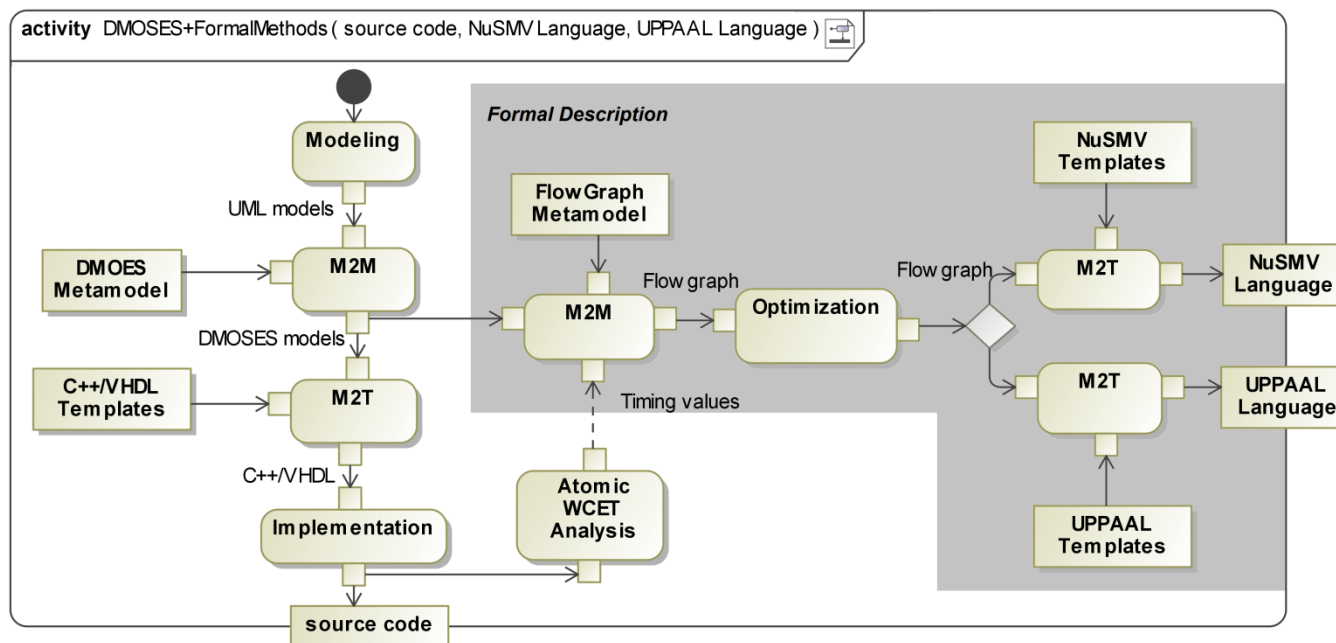 activity DMOSES+FormalMethods ( source code, NuSMV Language, UPPAAL Language )
Formal Description
Modeling
UML models
DMOES
Metamodel
M2M
DMOSES models
C++/VHDL
Templates
M2T
C++/VHDL
Implementation
source code
FlowGraph
Metamodel
M2M
Flow graph
Optimization
Timing values
Atomic
WCET
Analysis
NuSMV
Templates
Flow graph
M2T
NuSMV
Language
M2T
UPPAAL
Language
UPPAAL
Templates